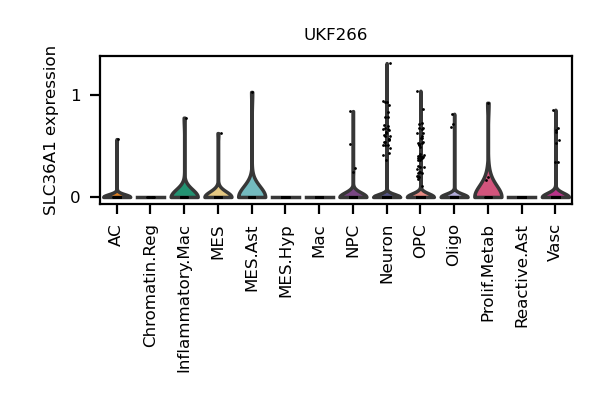 UKF266
SLC36A1 expression
1
0
AC
Chromatin.Reg
Inflammatory.Mac
MES
MES.Ast
MES.Hyp
Mac
NPC
Neuron
OPC
Oligo
Prolif.Metab
Reactive.Ast
Vasc